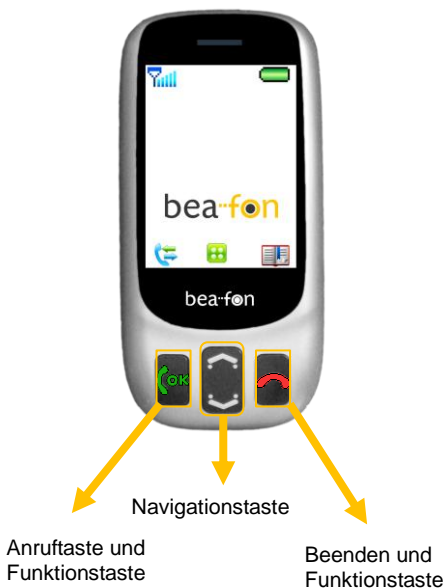 bea-fon
bea-fon
OK
Navigationstaste
Anruftaste und
Funktionstaste
Beenden und
Funktionstaste